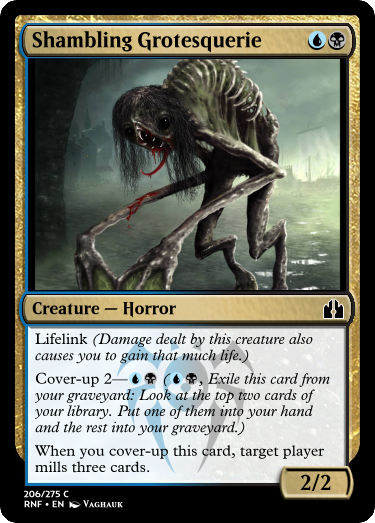 Shambling Grotesquerie
Creature — Horror
Lifelink (Damage dealt by this creature also
causes you to gain that much life.)
Cover-up 2— (      , Exile this card from
your graveyard: Look at the top two cards of
your library. Put one of them into your hand
and the rest into your graveyard.)
When you cover-up this card, target player
mills three cards.
2/2
206/275 C
RNF • EN Vaghauk